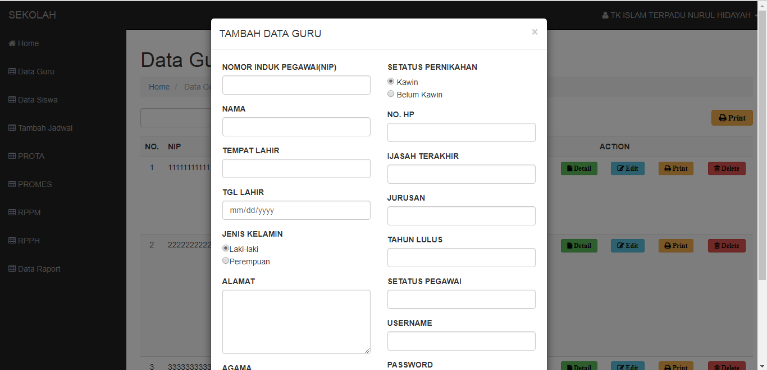 SEKOLAH
TK ISLAM TERPADU NURUL HIDAYAH
Home
Data Guru
Data Siswa
Tambah Jadwal
PROTA
PROMES
RPPM
RPPH
Data Raport
Data Gu
Home / Data G
Print
NO. NIP ACTION
1 11111111111 Detail Edit Print Delete
2 2222222222 Detail Edit Print Delete
3 3333333333 Detail Edit Print Delete
TAMBAH DATA GURU ×
NOMOR INDUK PEGAWAI(NIP)
NAMA
TEMPAT LAHIR
TGL LAHIR
mm/dd/yyyy
JENIS KELAMIN
Laki-laki
Perempuan
ALAMAT
AGAMA
SETATUS PERNIKAHAN
Kawin
Belum Kawin
NO. HP
IJASAH TERAKHIR
JURUSAN
TAHUN LULUS
SETATUS PEGAWAI
USERNAME
PASSWORD